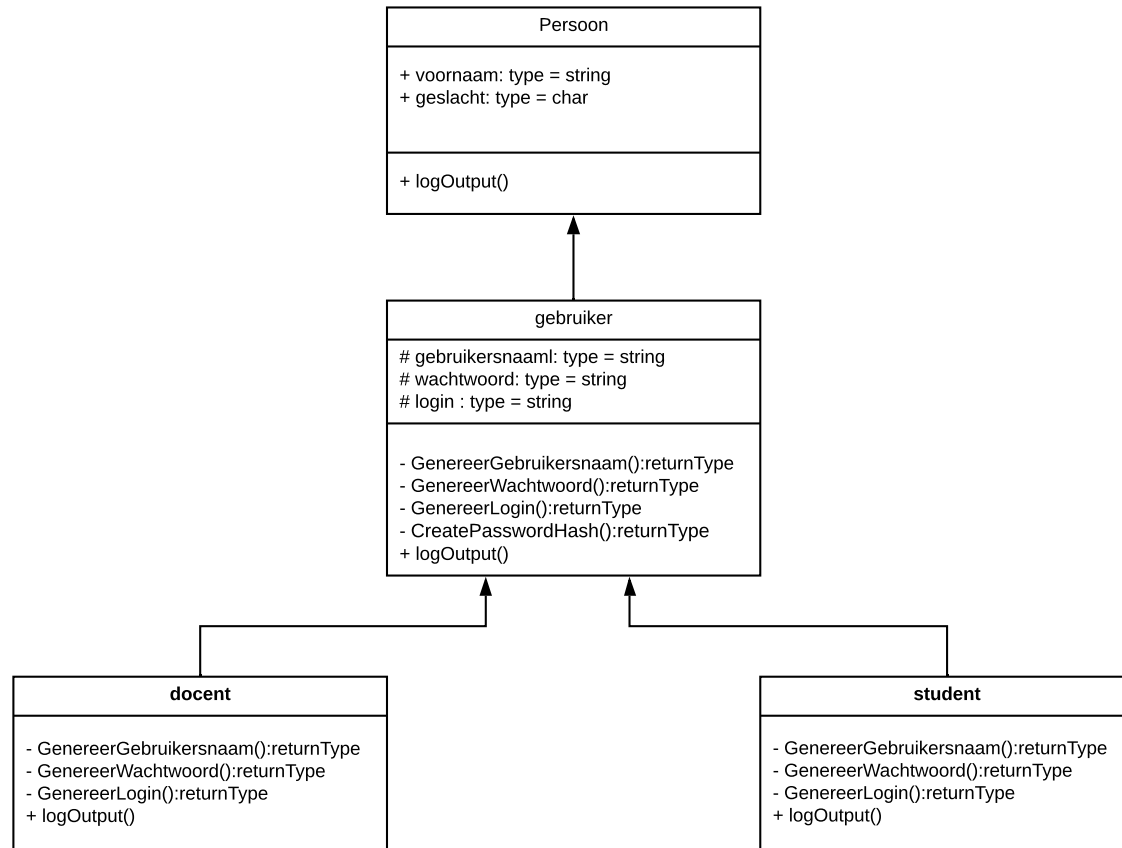 Persoon
+ voornaam: type = string
+ geslacht: type = char
+ logOutput()
gebruiker
# gebruikersnaaml: type = string
# wachtwoord: type = string
# login : type = string
- GenereerGebruikersnaam():returnType
- GenereerWachtwoord():returnType
- GenereerLogin():returnType
- CreatePasswordHash():returnType
+ logOutput()
docent
- GenereerGebruikersnaam():returnType
- GenereerWachtwoord():returnType
- GenereerLogin():returnType
+ logOutput()
student
- GenereerGebruikersnaam():returnType
- GenereerWachtwoord():returnType
- GenereerLogin():returnType
+ logOutput()